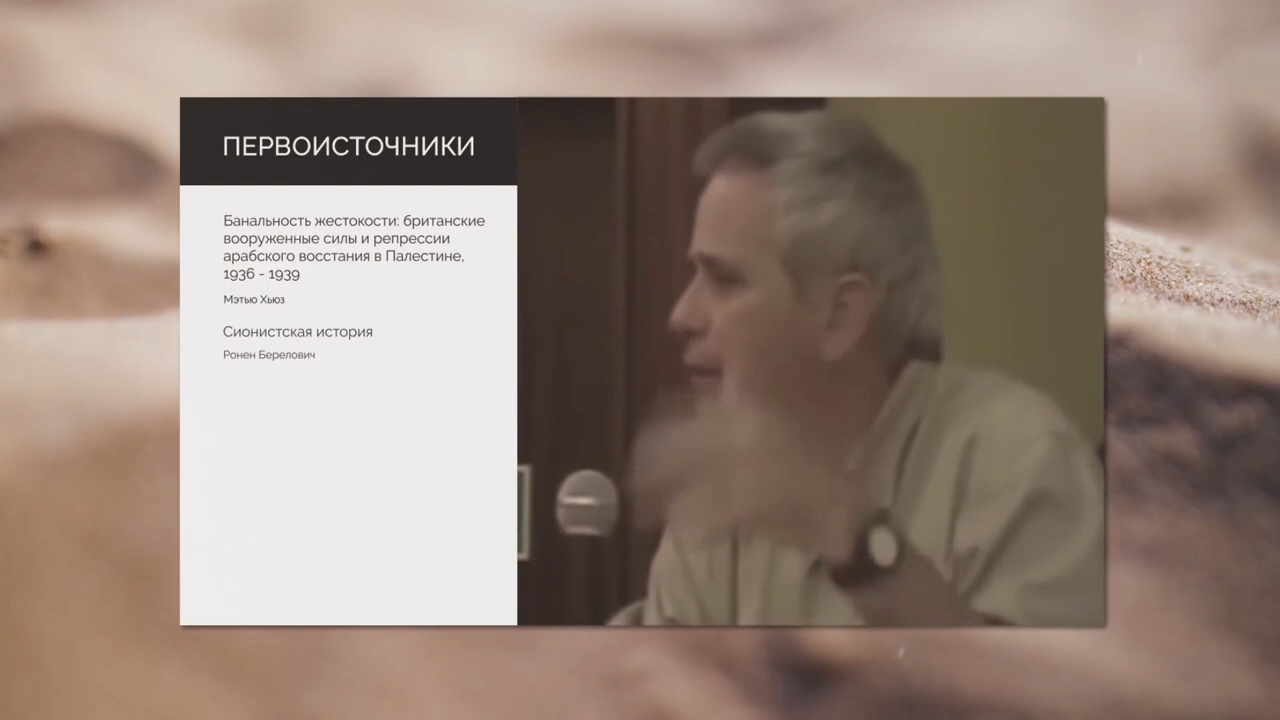 ПЕРВОИСТОЧНИКИ
Банальность жестокости: британские
вооруженные силы и репрессии
арабского восстания в Палестине,
1936 - 1939
Мэтью Хьюз
Сионистская история
Ронен Берелович